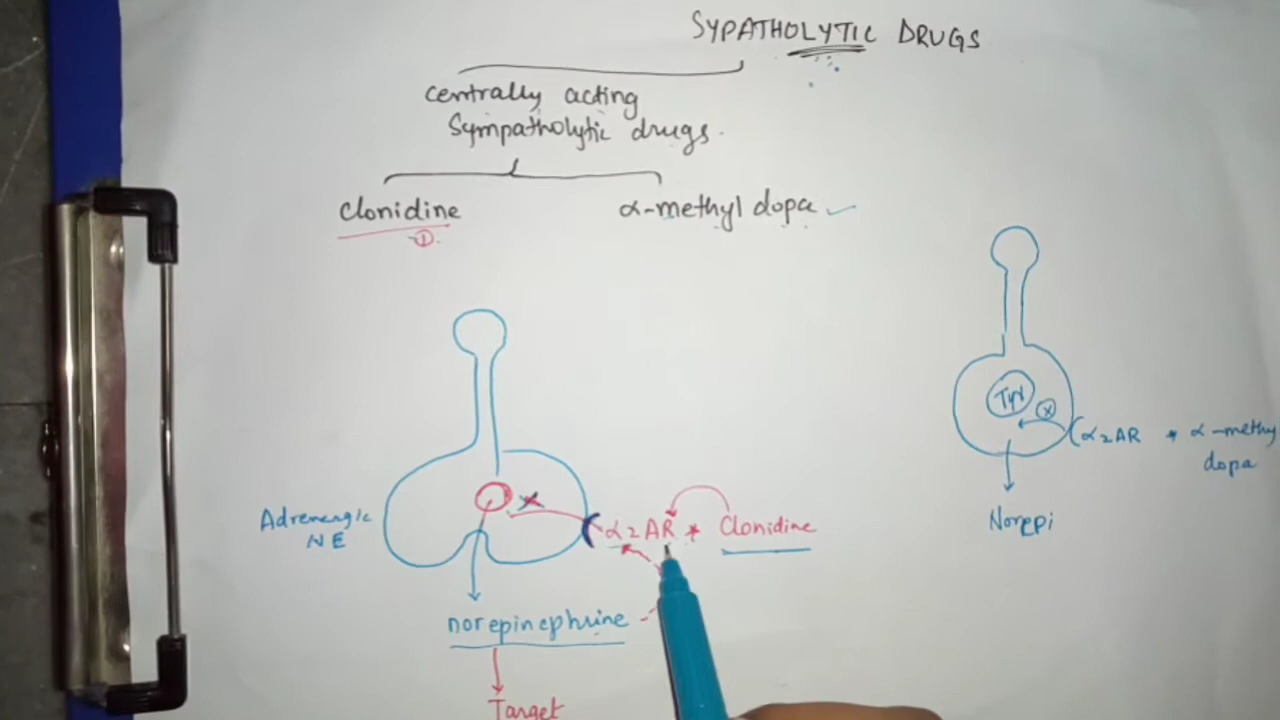 SYPATHOLYTIC DRUGS
centrally acting
Sympatholytic drugs.
Clonidine
①
α-methyl dopa
Tyr
x
α2AR * α-methy
dopa
Norepi
Adrenergic
NE
α2AR * Clonidine
norepinephrine
Target